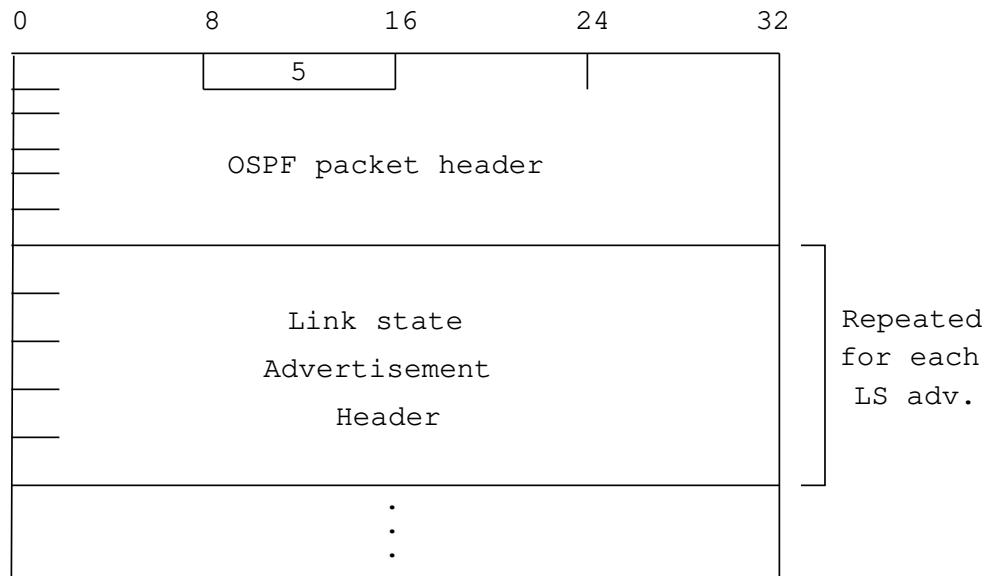 0 8 16 24 32
5
OSPF packet header
Link state
Advertisement
Header
Repeated
for each
LS adv.